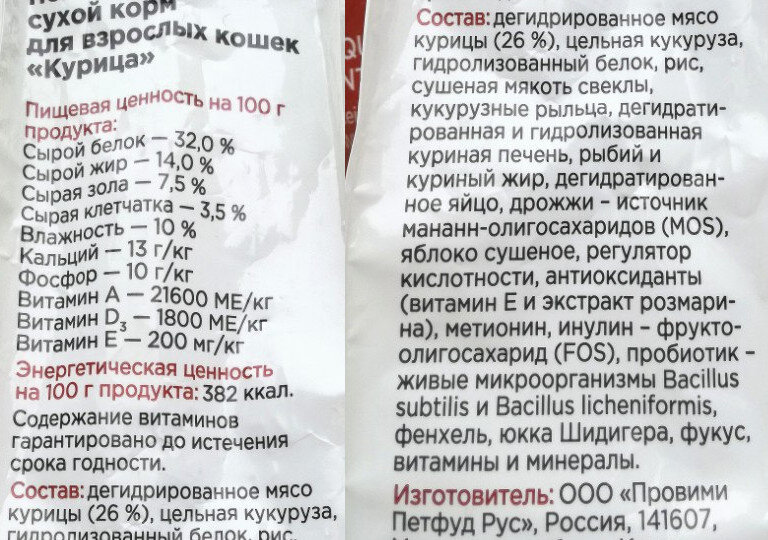 сухой корм
для взрослых кошек
«Курица»
Пищевая ценность на 100 г
продукта:
Сырой белок – 32,0 %
Сырой жир – 14,0 %
Сырая зола – 7,5 %
Сырая клетчатка – 3,5 %
Влажность – 10 %
Кальций – 13 г/кг
Фосфор – 10 г/кг
Витамин А – 21600 МЕ/кг
Витамин D₃ – 1800 МЕ/кг
Витамин Е – 200 мг/кг
Энергетическая ценность
на 100 г продукта: 382 ккал.
Содержание витаминов
гарантировано до истечения
срока годности.
Состав: дегидрированное мясо
курицы (26 %), цельная кукуруза,
гидролизованный белок, рис,
Состав: дегидрированное мясо
курицы (26 %), цельная кукуруза,
гидролизованный белок, рис,
сушеная мякоть свеклы,
кукурузные рыльца, дегидрати-
рованная и гидролизованная
куриная печень, рыбий и
куриный жир, дегидратирован-
ное яйцо, дрожжи – источник
мананн-олигосахаридов (MOS),
яблоко сушеное, регулятор
кислотности, антиоксиданты
(витамин Е и экстракт розмари-
на), метионин, инулин – фрукто-
олигосахарид (FOS), пробиотик –
живые микроорганизмы Bacillus
subtilis и Bacillus licheniformis,
фенхель, юкка Шидигера, фукус,
витамины и минералы.
Изготовитель: ООО «Провими
Петфуд Рус», Россия, 141607,